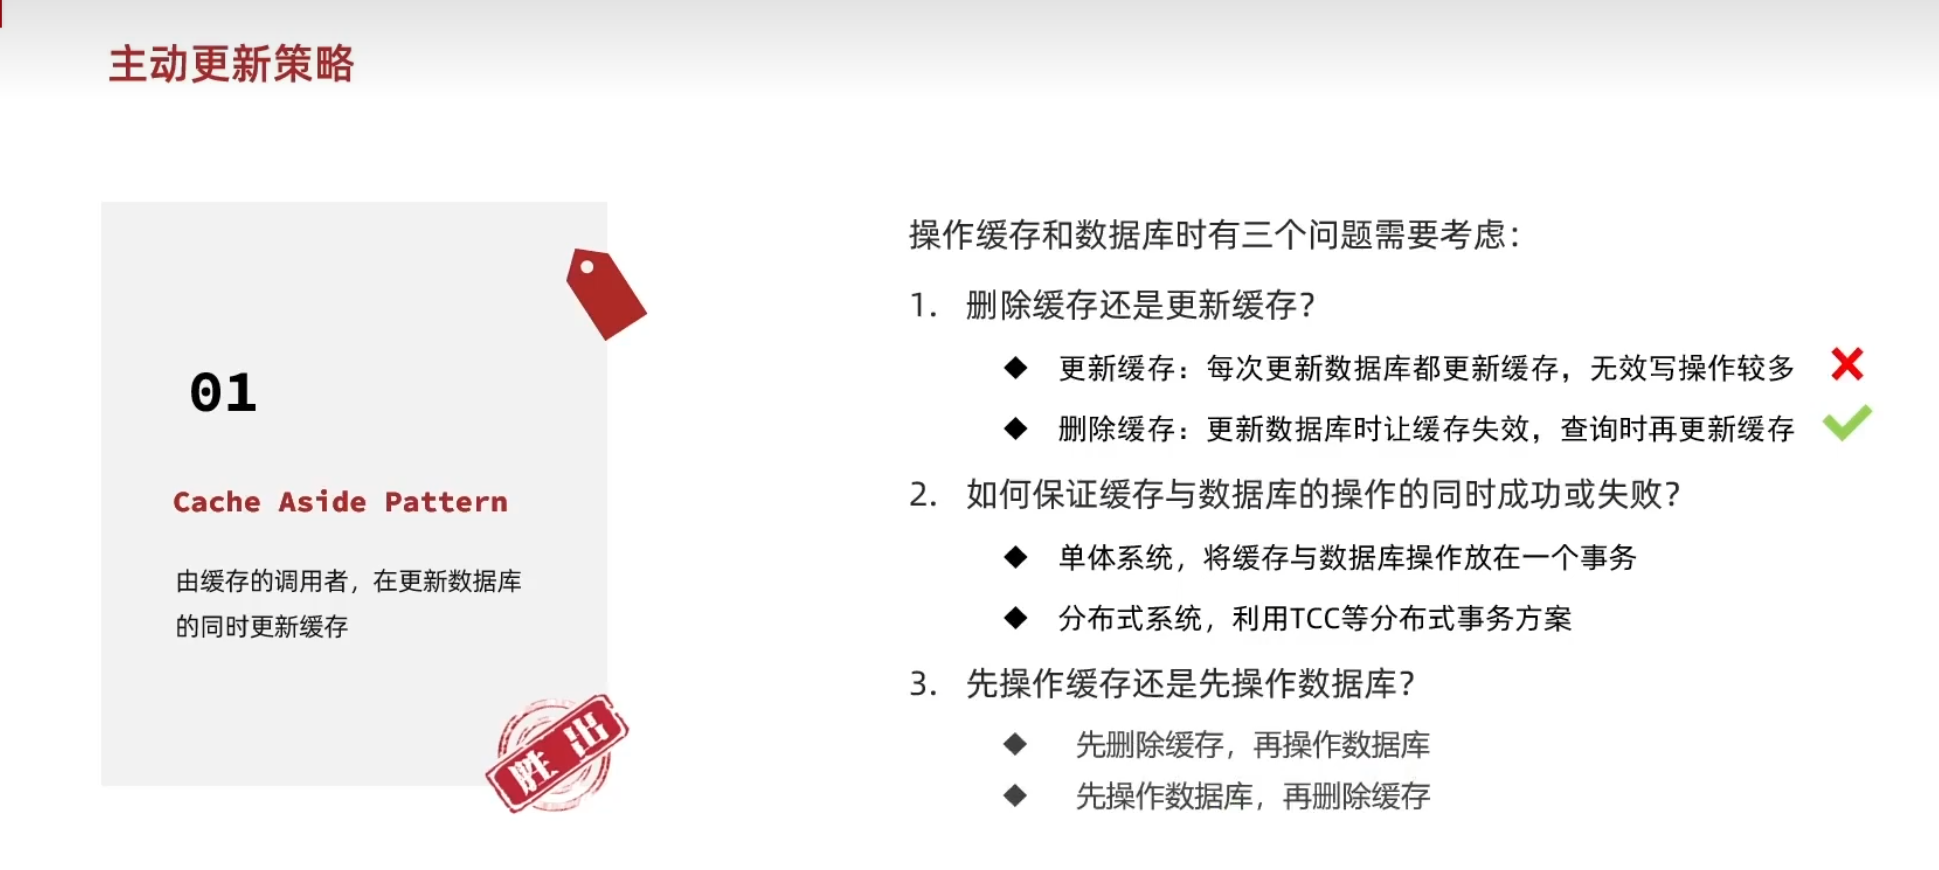 主动更新策略
01
Cache Aside Pattern
由缓存的调用者，在更新数据库
的同时更新缓存
胜出
操作缓存和数据库时有三个问题需要考虑：
1. 删除缓存还是更新缓存？
◆ 更新缓存：每次更新数据库都更新缓存，无效写操作较多
◆ 删除缓存：更新数据库时让缓存失效，查询时再更新缓存
2. 如何保证缓存与数据库的操作的同时成功或失败？
◆ 单体系统，将缓存与数据库操作放在一个事务
◆ 分布式系统，利用TCC等分布式事务方案
3. 先操作缓存还是先操作数据库？
◆ 先删除缓存，再操作数据库
◆ 先操作数据库，再删除缓存